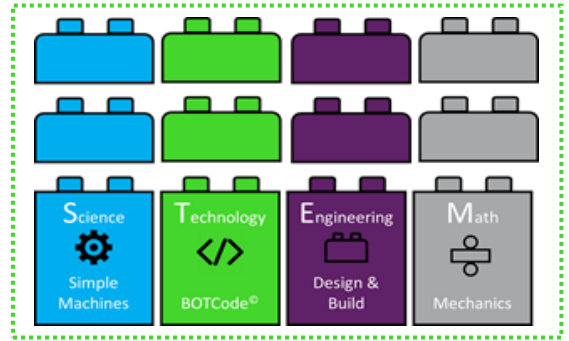 Science
Simple
Machines
Technology
</>
BOTCode©
Engineering
Design &
Build
Math
Mechanics